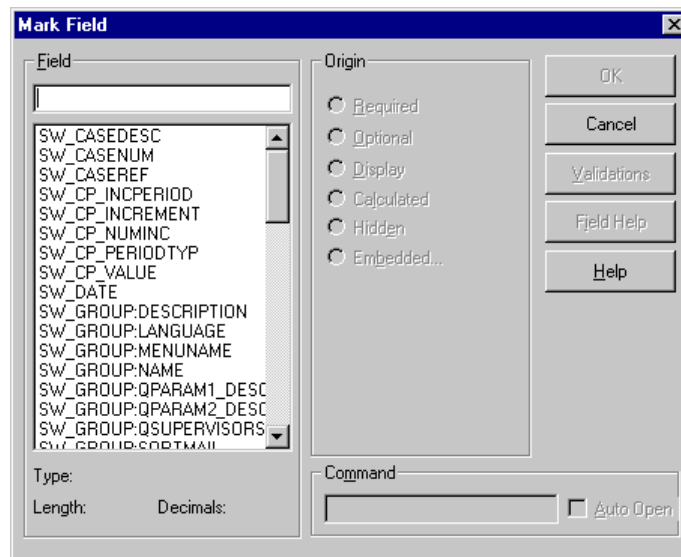 Mark Field
Field
SW_CASEDESC
SW_CASENUM
SW_CASEREF
SW_CP_INCPERIOD
SW_CP_INCREMENT
SW_CP_NUMINC
SW_CP_PERIODTYP
SW_CP_VALUE
SW_DATE
SW_GROUP:DESCRIPTION
SW_GROUP:LANGUAGE
SW_GROUP:MENUNAME
SW_GROUP:NAME
SW_GROUP:QPARAM1_DESC
SW_GROUP:QPARAM2_DESC
SW_GROUP:QSUPERVISORS
SW_GROUP:SORTMAIL
Type:
Length: Decimals:
Origin
Required
Optional
Display
Calculated
Hidden
Embedded...
Command
Auto Open
OK
Cancel
Validations
Field Help
Help